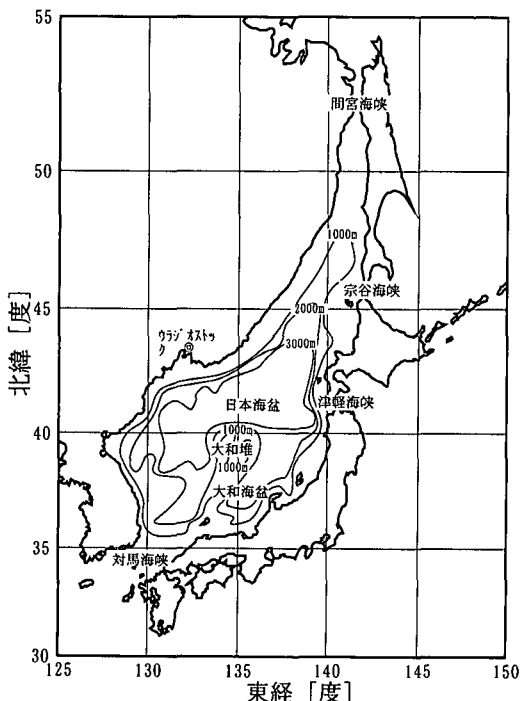 55
間宮海峡
50
1000m
宗谷海峡
45
2000m
ウラジオストッ
ク
3000m
北緯 [度]
日本海盆
津軽海峡
40
1000m
大和堆
1000m
大和海盆
35
対馬海峡
30
125
130
135
140
145
150
東経 [度]